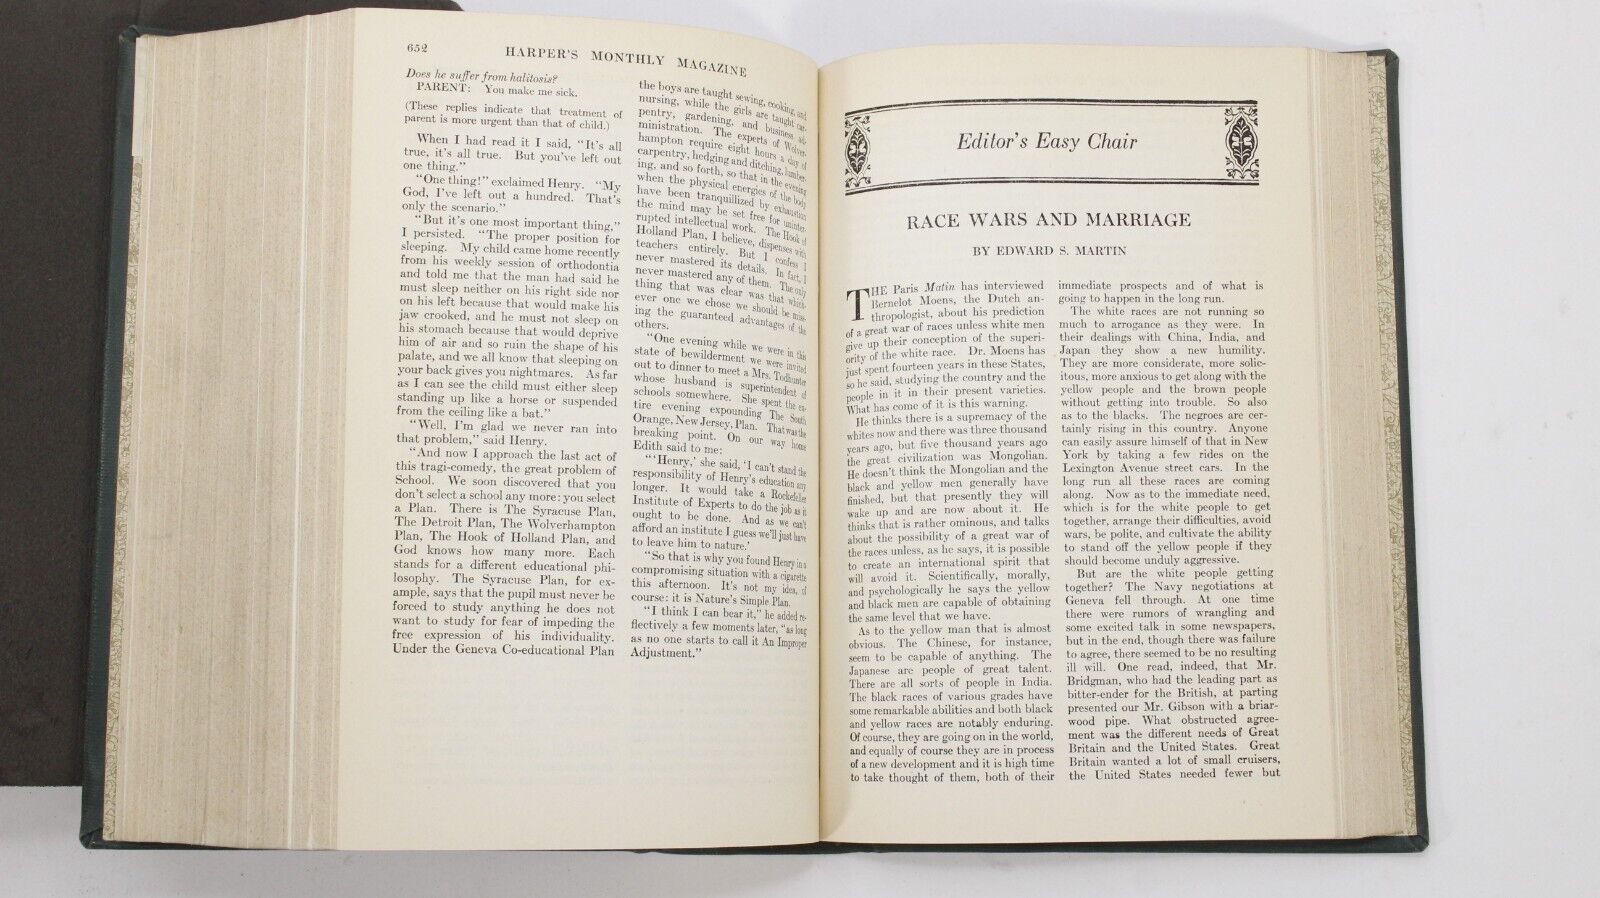 652
HARPER'S MONTHLY MAGAZINE
Does he suffer from halitosis?
PARENT: You make me sick.
(These replies indicate that treatment of
parent is more urgent than that of child.)
When I had read it I said, "It's all
true, it's all true. But you've left out
one thing."
"One thing!" exclaimed Henry. "My
God, I've left out a hundred. That's
only the scenario."
"But it's one most important thing,"
I persisted. "The proper position for
sleeping. My child came home recently
from his weekly session of orthodontia
and told me that the man had said he
must sleep neither on his right side nor
on his left because that would make his
jaw crooked, and he must not sleep on
his stomach because that would deprive
him of air and so ruin the shape of his
palate, and we all know that sleeping on
your back gives you nightmares. As far
as I can see the child must either sleep
standing up like a horse or suspended
from the ceiling like a bat."
"Well, I'm glad we never ran into
that problem," said Henry.
"And now I approach the last act of
this tragi-comedy, the great problem of
School. We soon discovered that you
don't select a school any more: you select
a Plan. There is The Syracuse Plan,
The Detroit Plan, The Wolverhampton
Plan, The Hook of Holland Plan, and
God knows how many more. Each
stands for a different educational phi-
losophy. The Syracuse Plan, for ex-
ample, says that the pupil must never be
forced to study anything he does not
want to study for fear of impeding the
free expression of his individuality.
Under the Geneva Co-educational Plan
the boys are taught sewing, cooking, and
nursing, while the girls are taught car-
pentry, gardening, and business ad-
ministration. The experts of Wolver-
hampton require eight hours a day of
carpentry, hedging and ditching, lumber-
ing, and so forth, so that in the evening
when the physical energies of the body
have been tranquillized by exhaustion
the mind may be set free for uninter-
rupted intellectual work. The Hook of
Holland Plan, I believe, dispenses with
teachers entirely. But I confess I
never mastered its details. In fact, I
never mastered any of them. The only
thing that was clear was that which-
ever one we chose we should be miss-
ing the guaranteed advantages of the
others.
"One evening while we were in this
state of bewilderment we were invited
out to dinner to meet a Mrs. Todhunter
whose husband is superintendent of
schools somewhere. She spent the en-
tire evening expounding The South
Orange, New Jersey, Plan. That was the
breaking point. On our way home
Edith said to me:
"'Henry,' she said, 'I can't stand the
responsibility of Henry's education any
longer. It would take a Rockefeller
Institute of Experts to do the job as it
ought to be done. And as we can't
afford an institute I guess we'll just have
to leave him to nature.'
"So that is why you found Henry in a
compromising situation with a cigarette
this afternoon. It's not my idea, of
course: it is Nature's Simple Plan.
"I think I can bear it," he added re-
flectively a few moments later, "as long
as no one starts to call it An Improper
Adjustment."
Editor's Easy Chair
RACE WARS AND MARRIAGE
BY EDWARD S. MARTIN
THE Paris Matin has interviewed
Bernelot Moens, the Dutch an-
thropologist, about his prediction
of a great war of races unless white men
give up their conception of the superi-
ority of the white race. Dr. Moens has
just spent fourteen years in these States,
so he said, studying the country and the
people in it in their present varieties.
What has come of it is this warning.
He thinks there is a supremacy of the
whites now and there was three thousand
years ago, but five thousand years ago
the great civilization was Mongolian.
He doesn't think the Mongolian and the
black and yellow men generally have
finished, but that presently they will
wake up and are now about it. He
thinks that is rather ominous, and talks
about the possibility of a great war of
the races unless, as he says, it is possible
to create an international spirit that
will avoid it. Scientifically, morally,
and psychologically he says the yellow
and black men are capable of obtaining
the same level that we have.
As to the yellow man that is almost
obvious. The Chinese, for instance,
seem to be capable of anything. The
Japanese are people of great talent.
There are all sorts of people in India.
The black races of various grades have
some remarkable abilities and both black
and yellow races are notably enduring.
Of course, they are going on in the world,
and equally of course they are in process
of a new development and it is high time
to take thought of them, both of their
immediate prospects and of what is
going to happen in the long run.
The white races are not running so
much to arrogance as they were. In
their dealings with China, India, and
Japan they show a new humility.
They are more considerate, more solic-
itous, more anxious to get along with the
yellow people and the brown people
without getting into trouble. So also
as to the blacks. The negroes are cer-
tainly rising in this country. Anyone
can easily assure himself of that in New
York by taking a few rides on the
Lexington Avenue street cars. In the
long run all these races are coming
along. Now as to the immediate need,
which is for the white people to get
together, arrange their difficulties, avoid
wars, be polite, and cultivate the ability
to stand off the yellow people if they
should become unduly aggressive.
But are the white people getting
together? The Navy negotiations at
Geneva fell through. At one time
there were rumors of wrangling and
some excited talk in some newspapers,
but in the end, though there was failure
to agree, there seemed to be no resulting
ill will. One read, indeed, that Mr.
Bridgman, who had the leading part as
bitter-ender for the British, at parting
presented our Mr. Gibson with a briar-
wood pipe. What obstructed agree-
ment was the different needs of Great
Britain and the United States. Great
Britain wanted a lot of small cruisers,
the United States needed fewer but